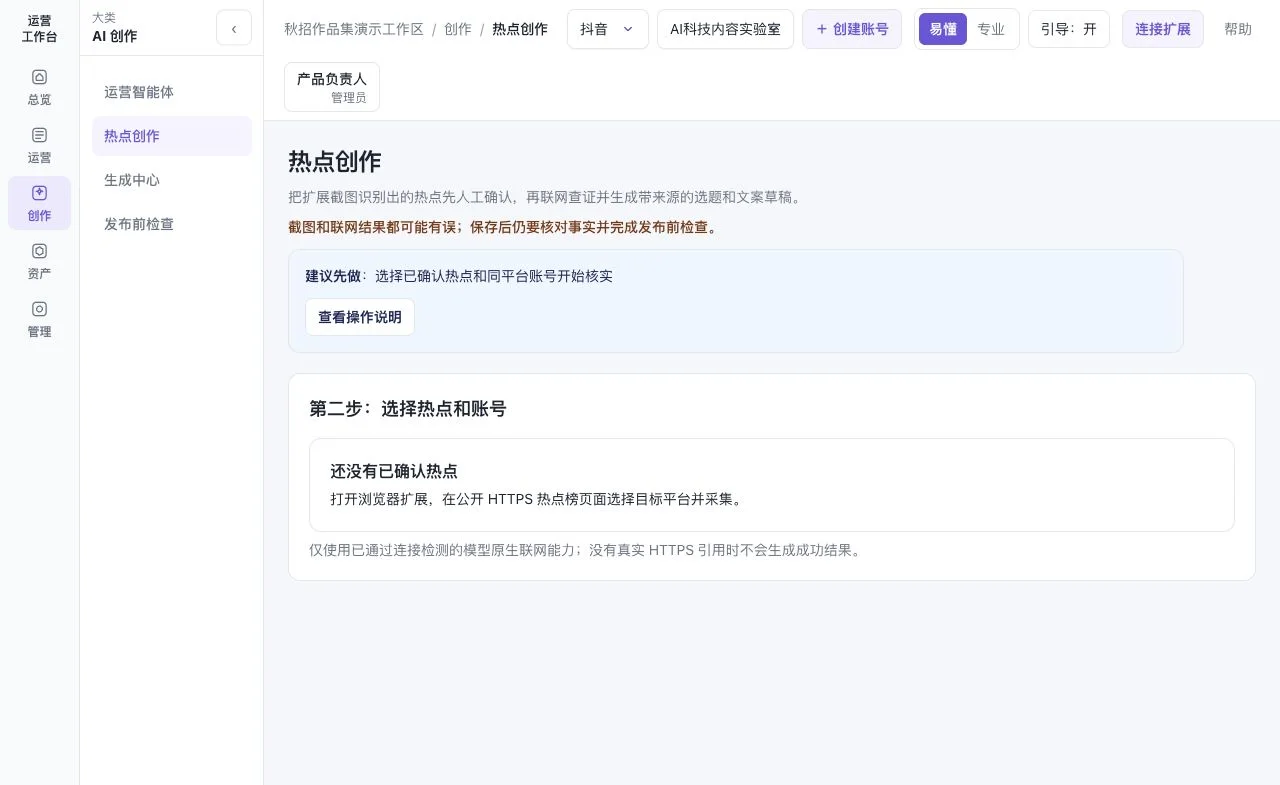 运营
工作台
总览
运营
创作
资产
管理
大类
AI 创作
‹
运营智能体
热点创作
生成中心
发布前检查
秋招作品集演示工作区 / 创作 / 热点创作
抖音
AI科技内容实验室
+ 创建账号
易懂 专业
引导：开
连接扩展
帮助
产品负责人
管理员
热点创作
把扩展截图识别出的热点先人工确认，再联网查证并生成带来源的选题和文案草稿。
截图和联网结果都可能有误；保存后仍要核对事实并完成发布前检查。
建议先做：选择已确认热点和同平台账号开始核实
查看操作说明
第二步：选择热点和账号
还没有已确认热点
打开浏览器扩展，在公开 HTTPS 热点榜页面选择目标平台并采集。
仅使用已通过连接检测的模型原生联网能力；没有真实 HTTPS 引用时不会生成成功结果。